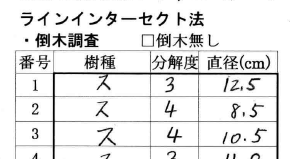 ラインインターセクト法
・倒木調査 □倒木無し
番号 樹種 分解度 直径(cm)
1 ス 3 12.5
2 ス 4 8.5
3 ス 4 10.5